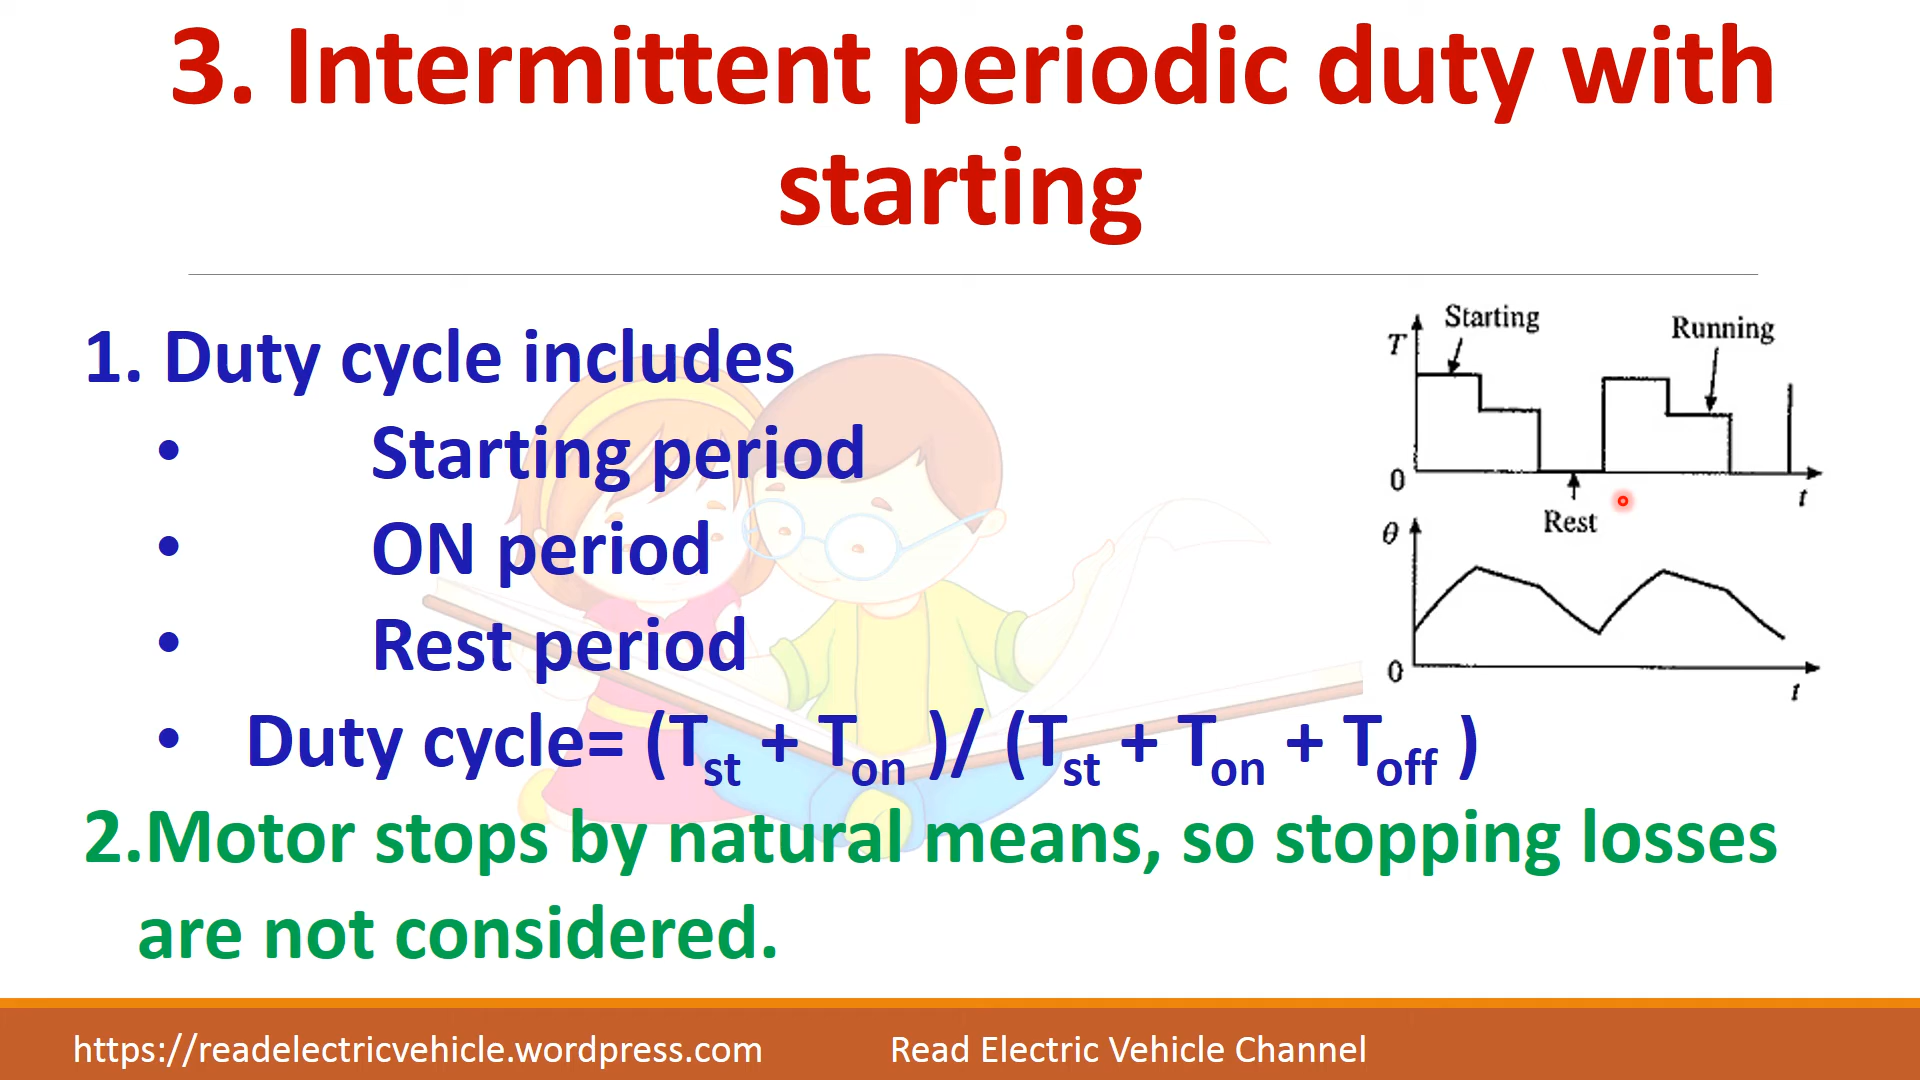 3. Intermittent periodic duty with
starting
1. Duty cycle includes
• Starting period
• ON period
• Rest period
• Duty cycle= (Tst + Ton )/ (Tst + Ton + Toff )
2.Motor stops by natural means, so stopping losses
are not considered.
Starting
Running
T
0
t
Rest
θ
0
t
https://readelectricvehicle.wordpress.com
Read Electric Vehicle Channel